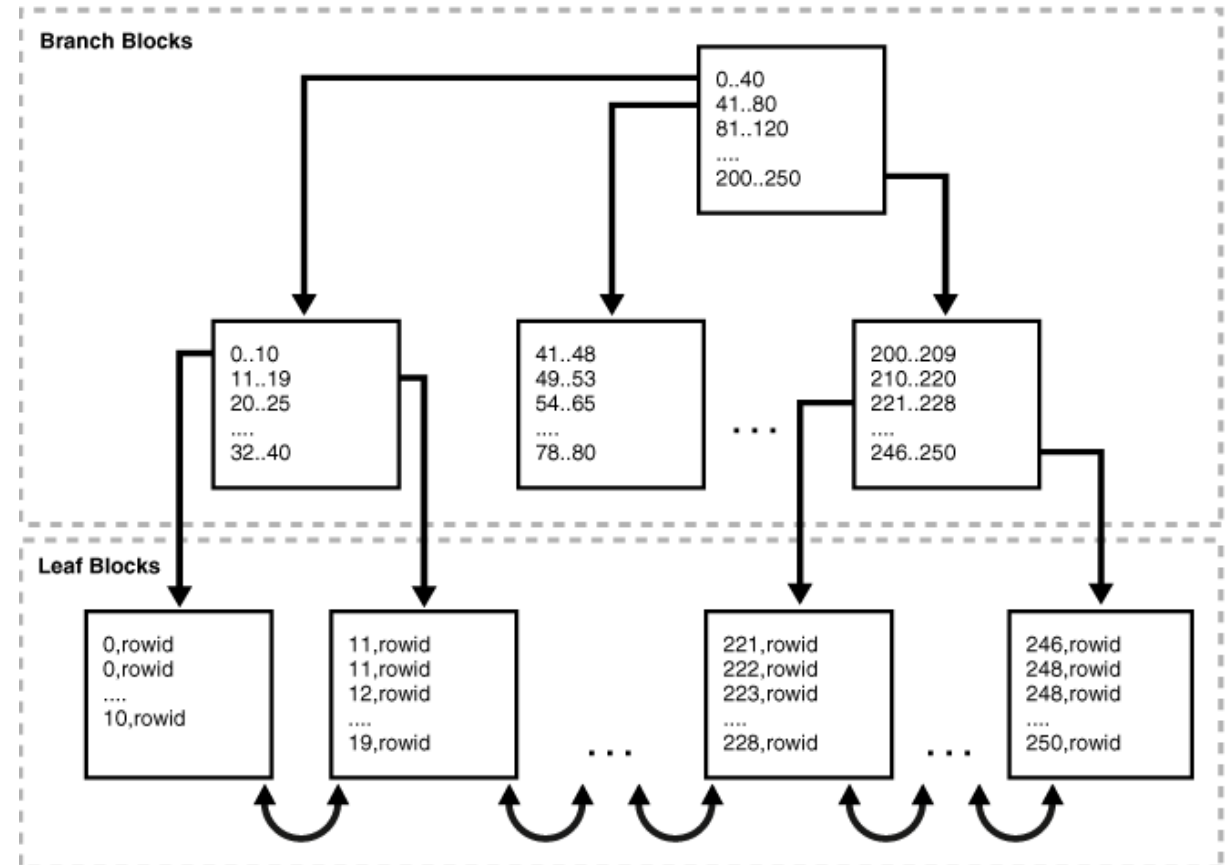 Branch Blocks
0..40
41..80
81..120
....
200..250
0..10
11..19
20..25
....
32..40
41..48
49..53
54..65
....
78..80
...
200..209
210..220
221..228
....
246..250
Leaf Blocks
0,rowid
0,rowid
....
10,rowid
11,rowid
11,rowid
12,rowid
....
19,rowid
...
221,rowid
222,rowid
223,rowid
....
228,rowid
...
246,rowid
248,rowid
248,rowid
....
250,rowid